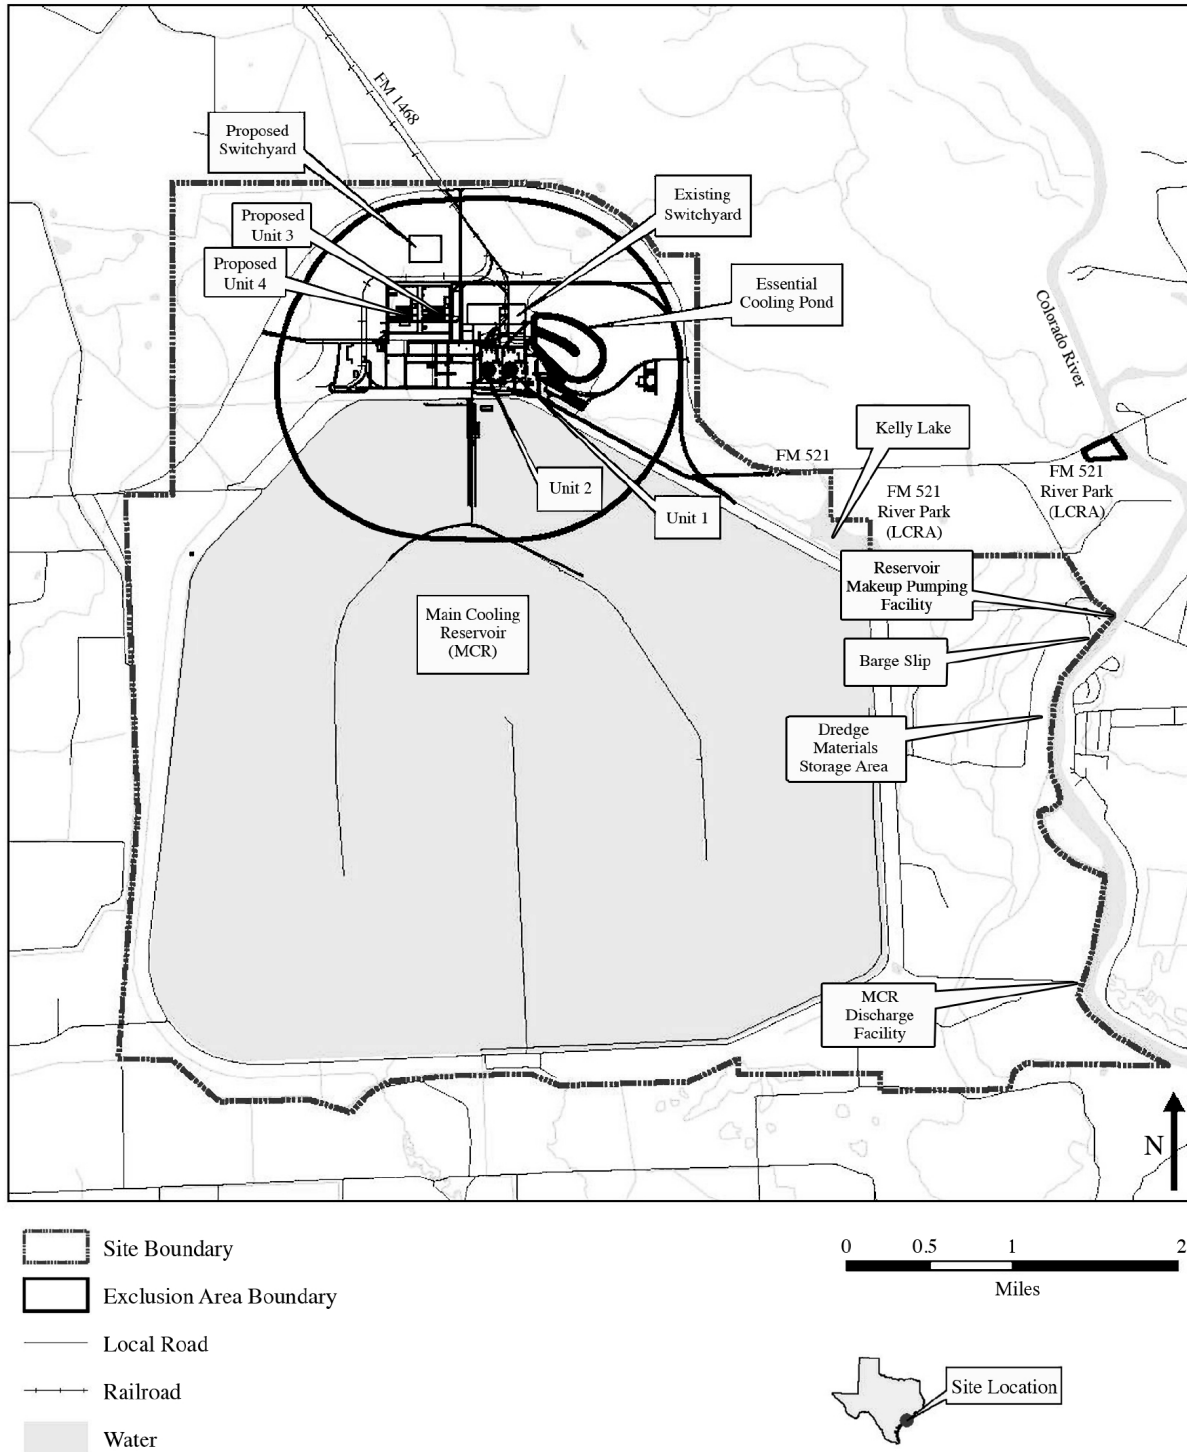 FM 1468
Proposed
Switchyard
Existing
Switchyard
Proposed
Unit 3
Proposed
Unit 4
Essential
Cooling Pond
Colorado River
Kelly Lake
FM 521
FM 521
River Park
(LCRA)
FM 521
River Park
(LCRA)
Unit 2
Unit 1
Reservoir
Makeup Pumping
Facility
Main Cooling
Reservoir
(MCR)
Barge Slip
Dredge
Materials
Storage Area
MCR
Discharge
Facility
N
Site Boundary
Exclusion Area Boundary
Local Road
Railroad
Water
0 0.5 1 2
Miles
Site Location